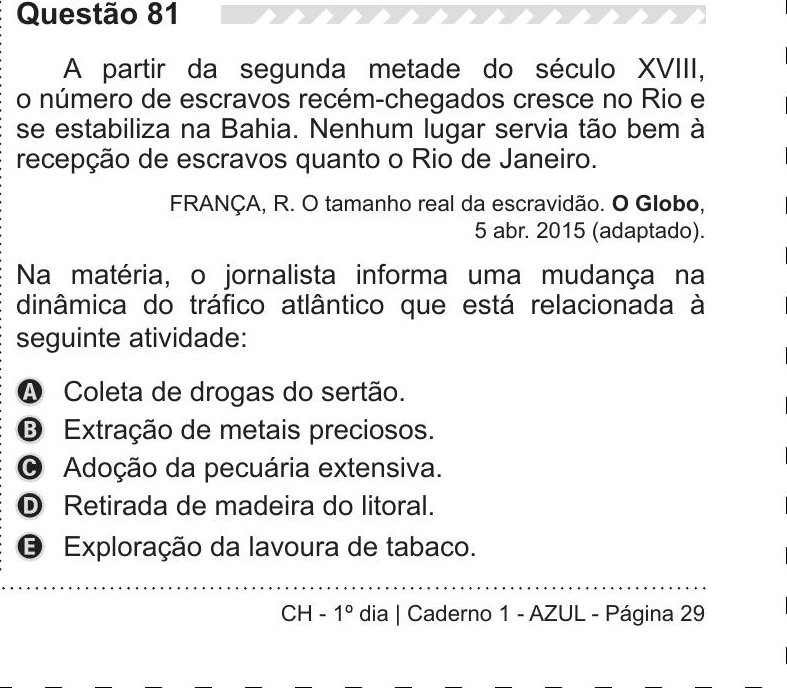 Questão 81
A partir da segunda metade do século XVIII,
o número de escravos recém-chegados cresce no Rio e
se estabiliza na Bahia. Nenhum lugar servia tão bem à
recepção de escravos quanto o Rio de Janeiro.
FRANÇA, R. O tamanho real da escravidão. O Globo,
5 abr. 2015 (adaptado).
Na matéria, o jornalista informa uma mudança na
dinâmica do tráfico atlântico que está relacionada à
seguinte atividade:
A Coleta de drogas do sertão.
B Extração de metais preciosos.
C Adoção da pecuária extensiva.
D Retirada de madeira do litoral.
E Exploração da lavoura de tabaco.
CH - 1º dia | Caderno 1 - AZUL - Página 29